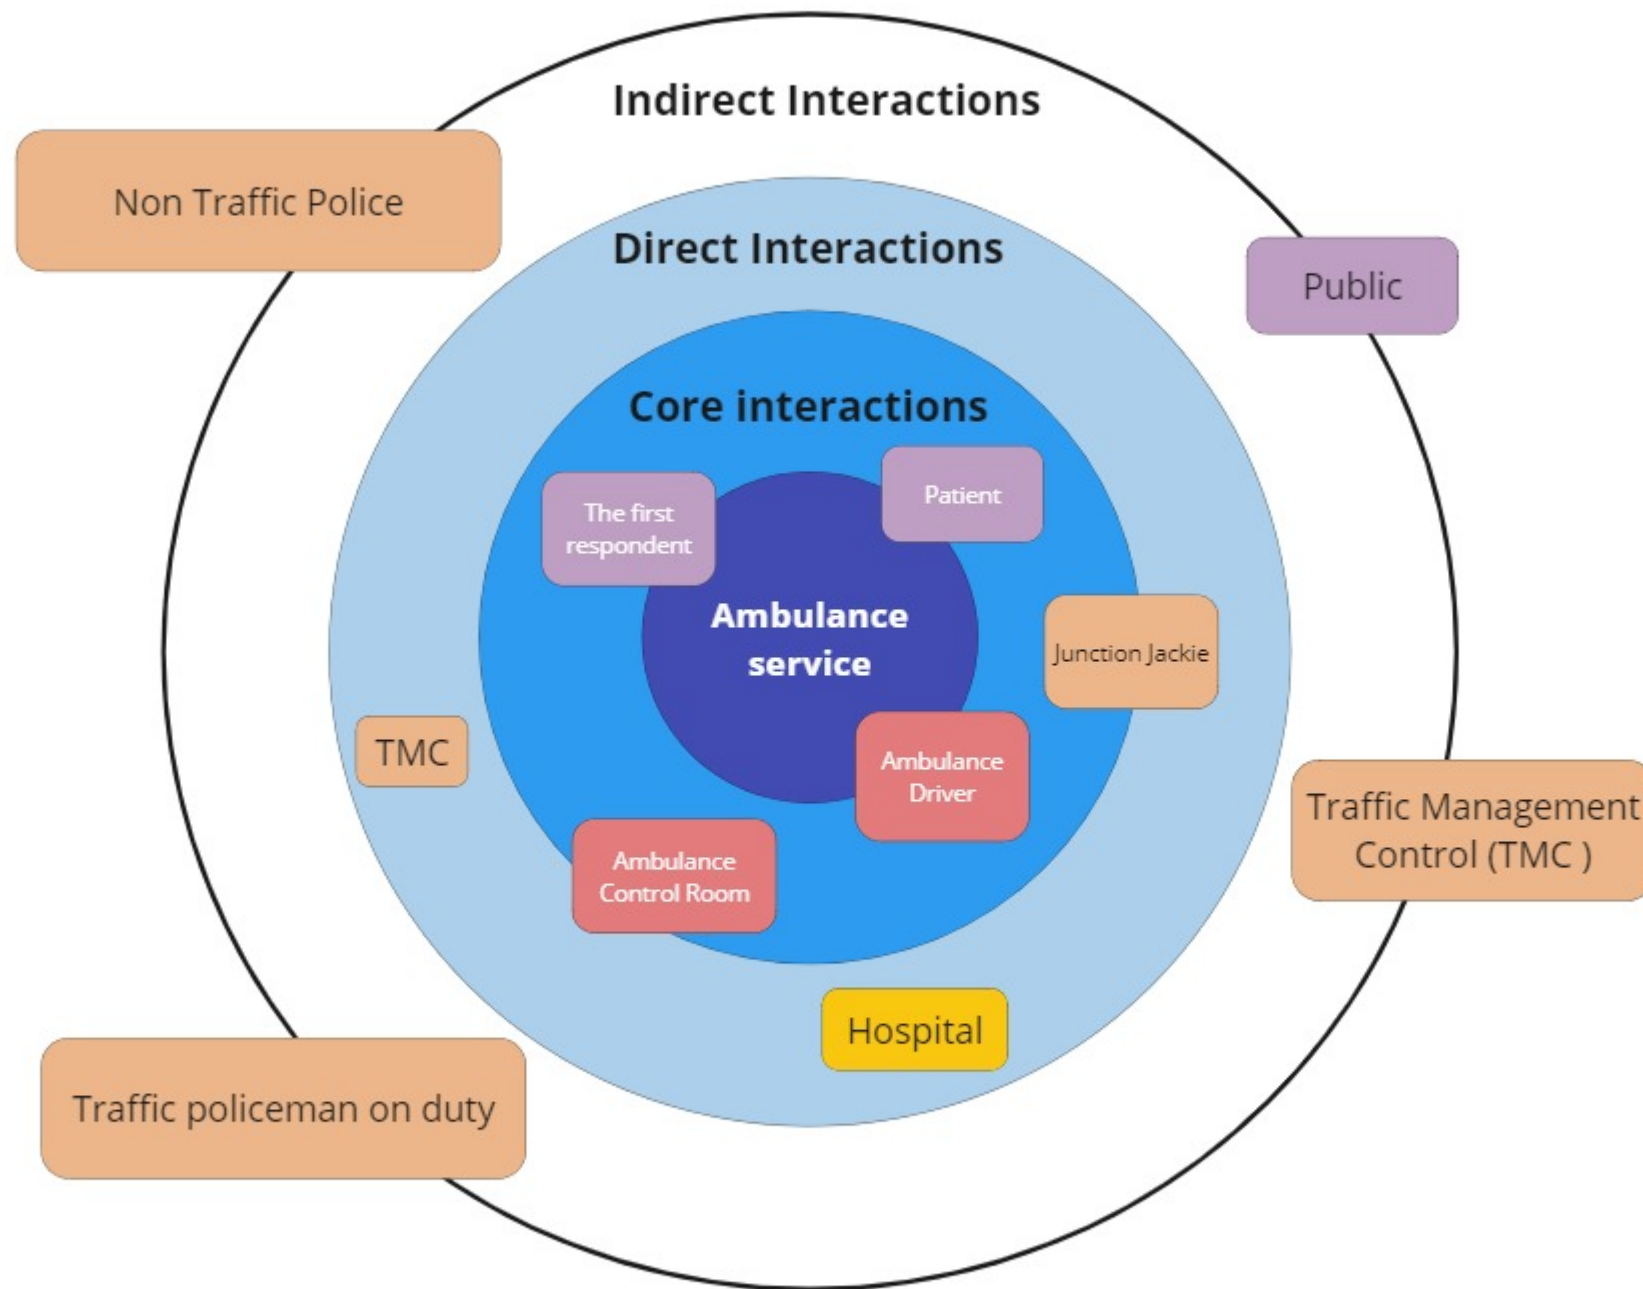 Indirect Interactions
Non Traffic Police
Direct Interactions
Public
Core interactions
Patient
The first
respondent
Ambulance
service
Junction Jackie
TMC
Ambulance
Driver
Traffic Management
Control (TMC )
Ambulance
Control Room
Hospital
Traffic policeman on duty